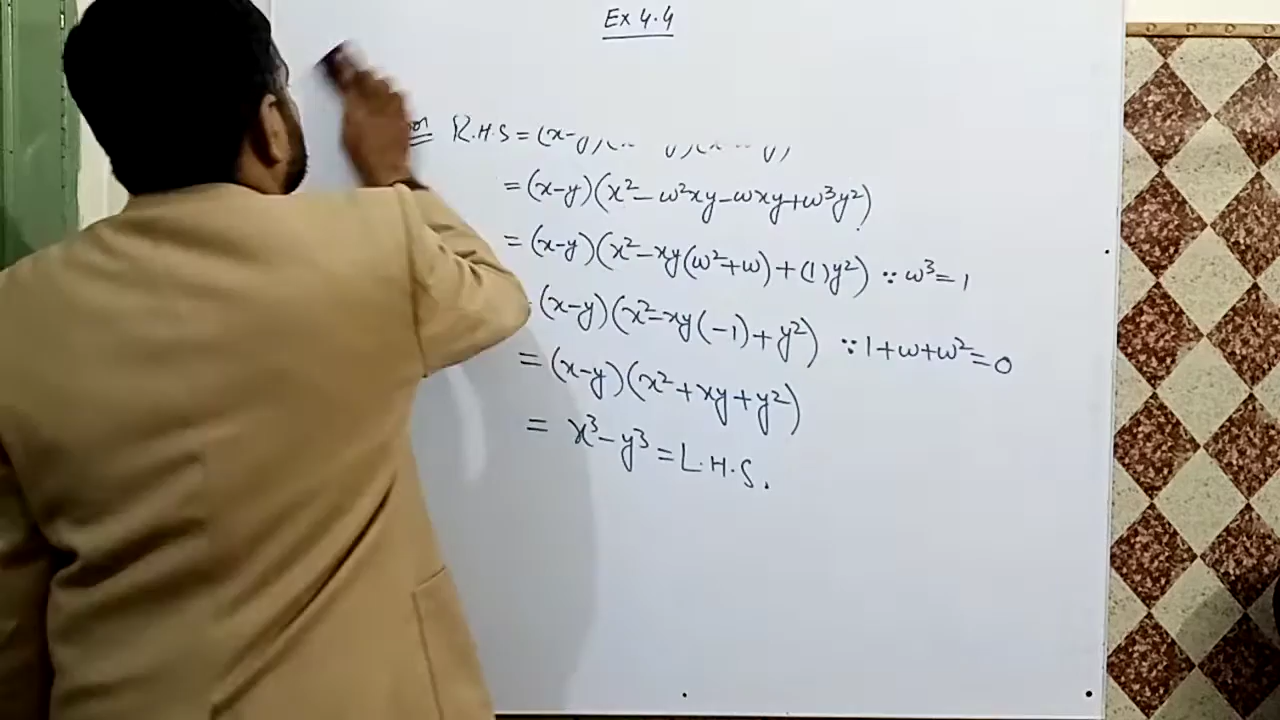 Ex 4.4
R.H.S = (x-
= (x-y)(x² - ω²xy - ωxy + ω³y²)
= (x-y)(x² - xy(ω² + ω) + (1)y²) ∵ ω³ = 1
(x-y)(x² - xy(-1) + y²) ∵ 1 + ω + ω² = 0
= (x-y)(x² + xy + y²)
= x³ - y³ = L.H.S.